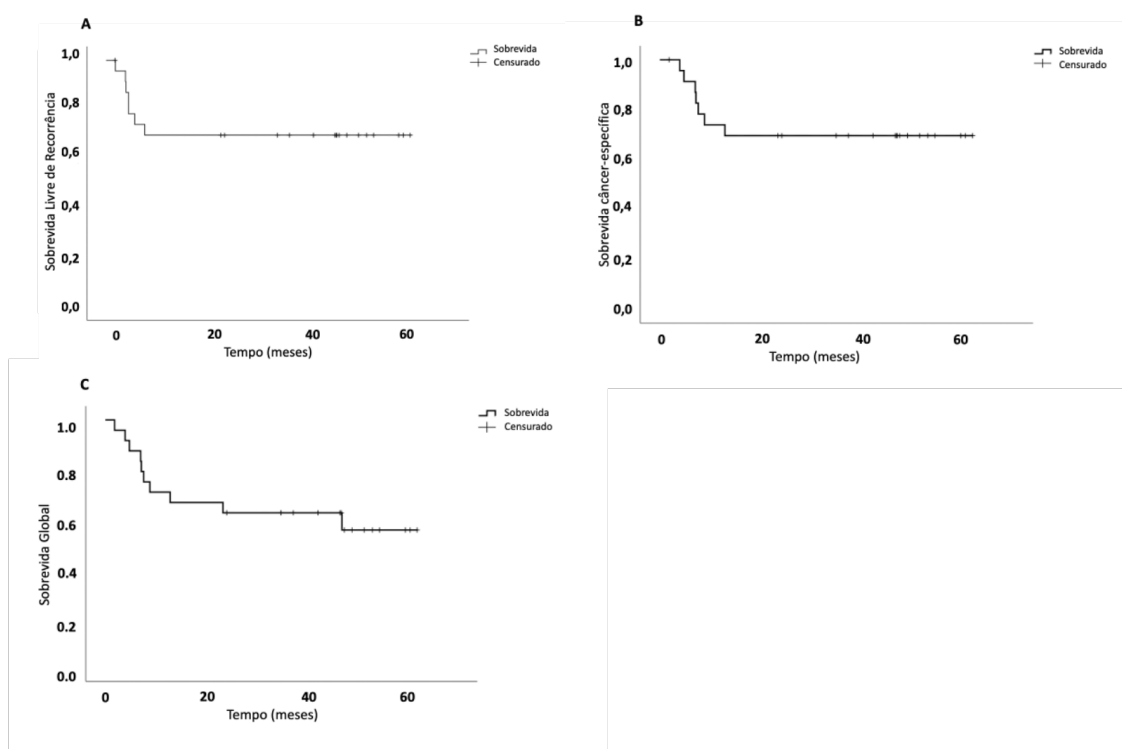 A
Sobrevida
Censurado
Sobrevida Livre de Recorrência
1,0
0,8
0,6
0,4
0,2
0,0
0 20 40 60
Tempo (meses)
B
Sobrevida
Censurado
Sobrevida câncer-específica
1,0
0,8
0,6
0,4
0,2
0,0
0 20 40 60
Tempo (meses)
C
Sobrevida
Censurado
Sobrevida Global
1.0
0.8
0.6
0.4
0.2
0.0
0 20 40 60
Tempo (meses)